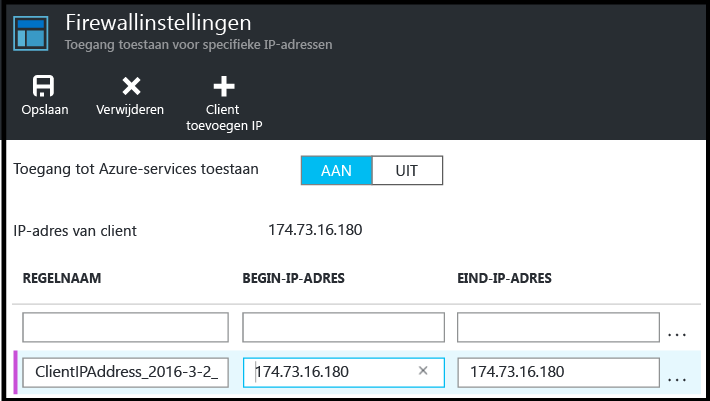 Firewallinstellingen
Toegang toestaan voor specifieke IP-adressen
Opslaan
Verwijderen
Client
toevoegen IP
Toegang tot Azure-services toestaan
AAN
UIT
IP-adres van client
174.73.16.180
REGELNAAM
BEGIN-IP-ADRES
EIND-IP-ADRES
...
ClientIPAddress_2016-3-2_
174.73.16.180
174.73.16.180
...